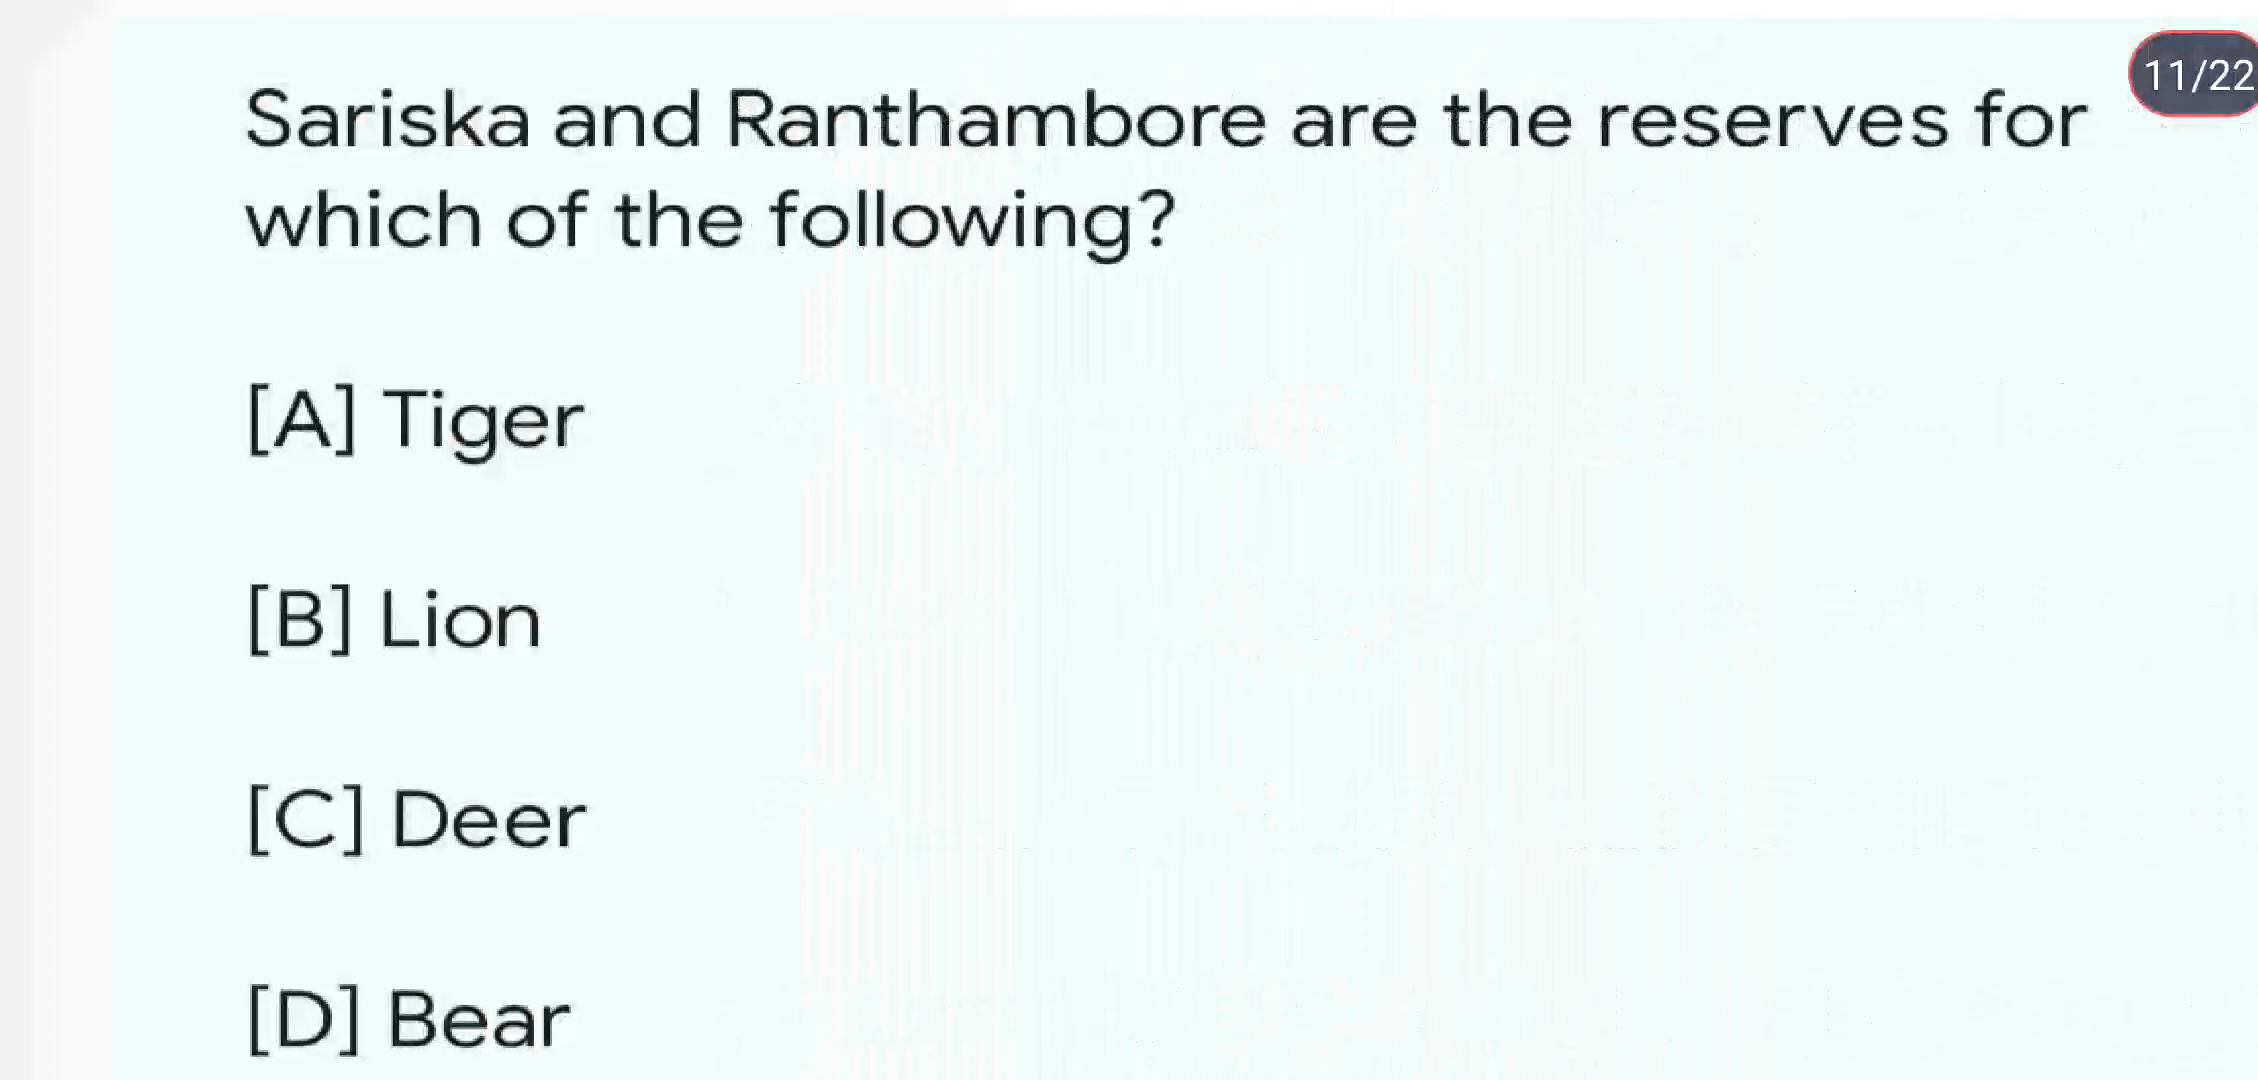 11/22
Sariska and Ranthambore are the reserves for
which of the following?
[A] Tiger
[B] Lion
[C] Deer
[D] Bear